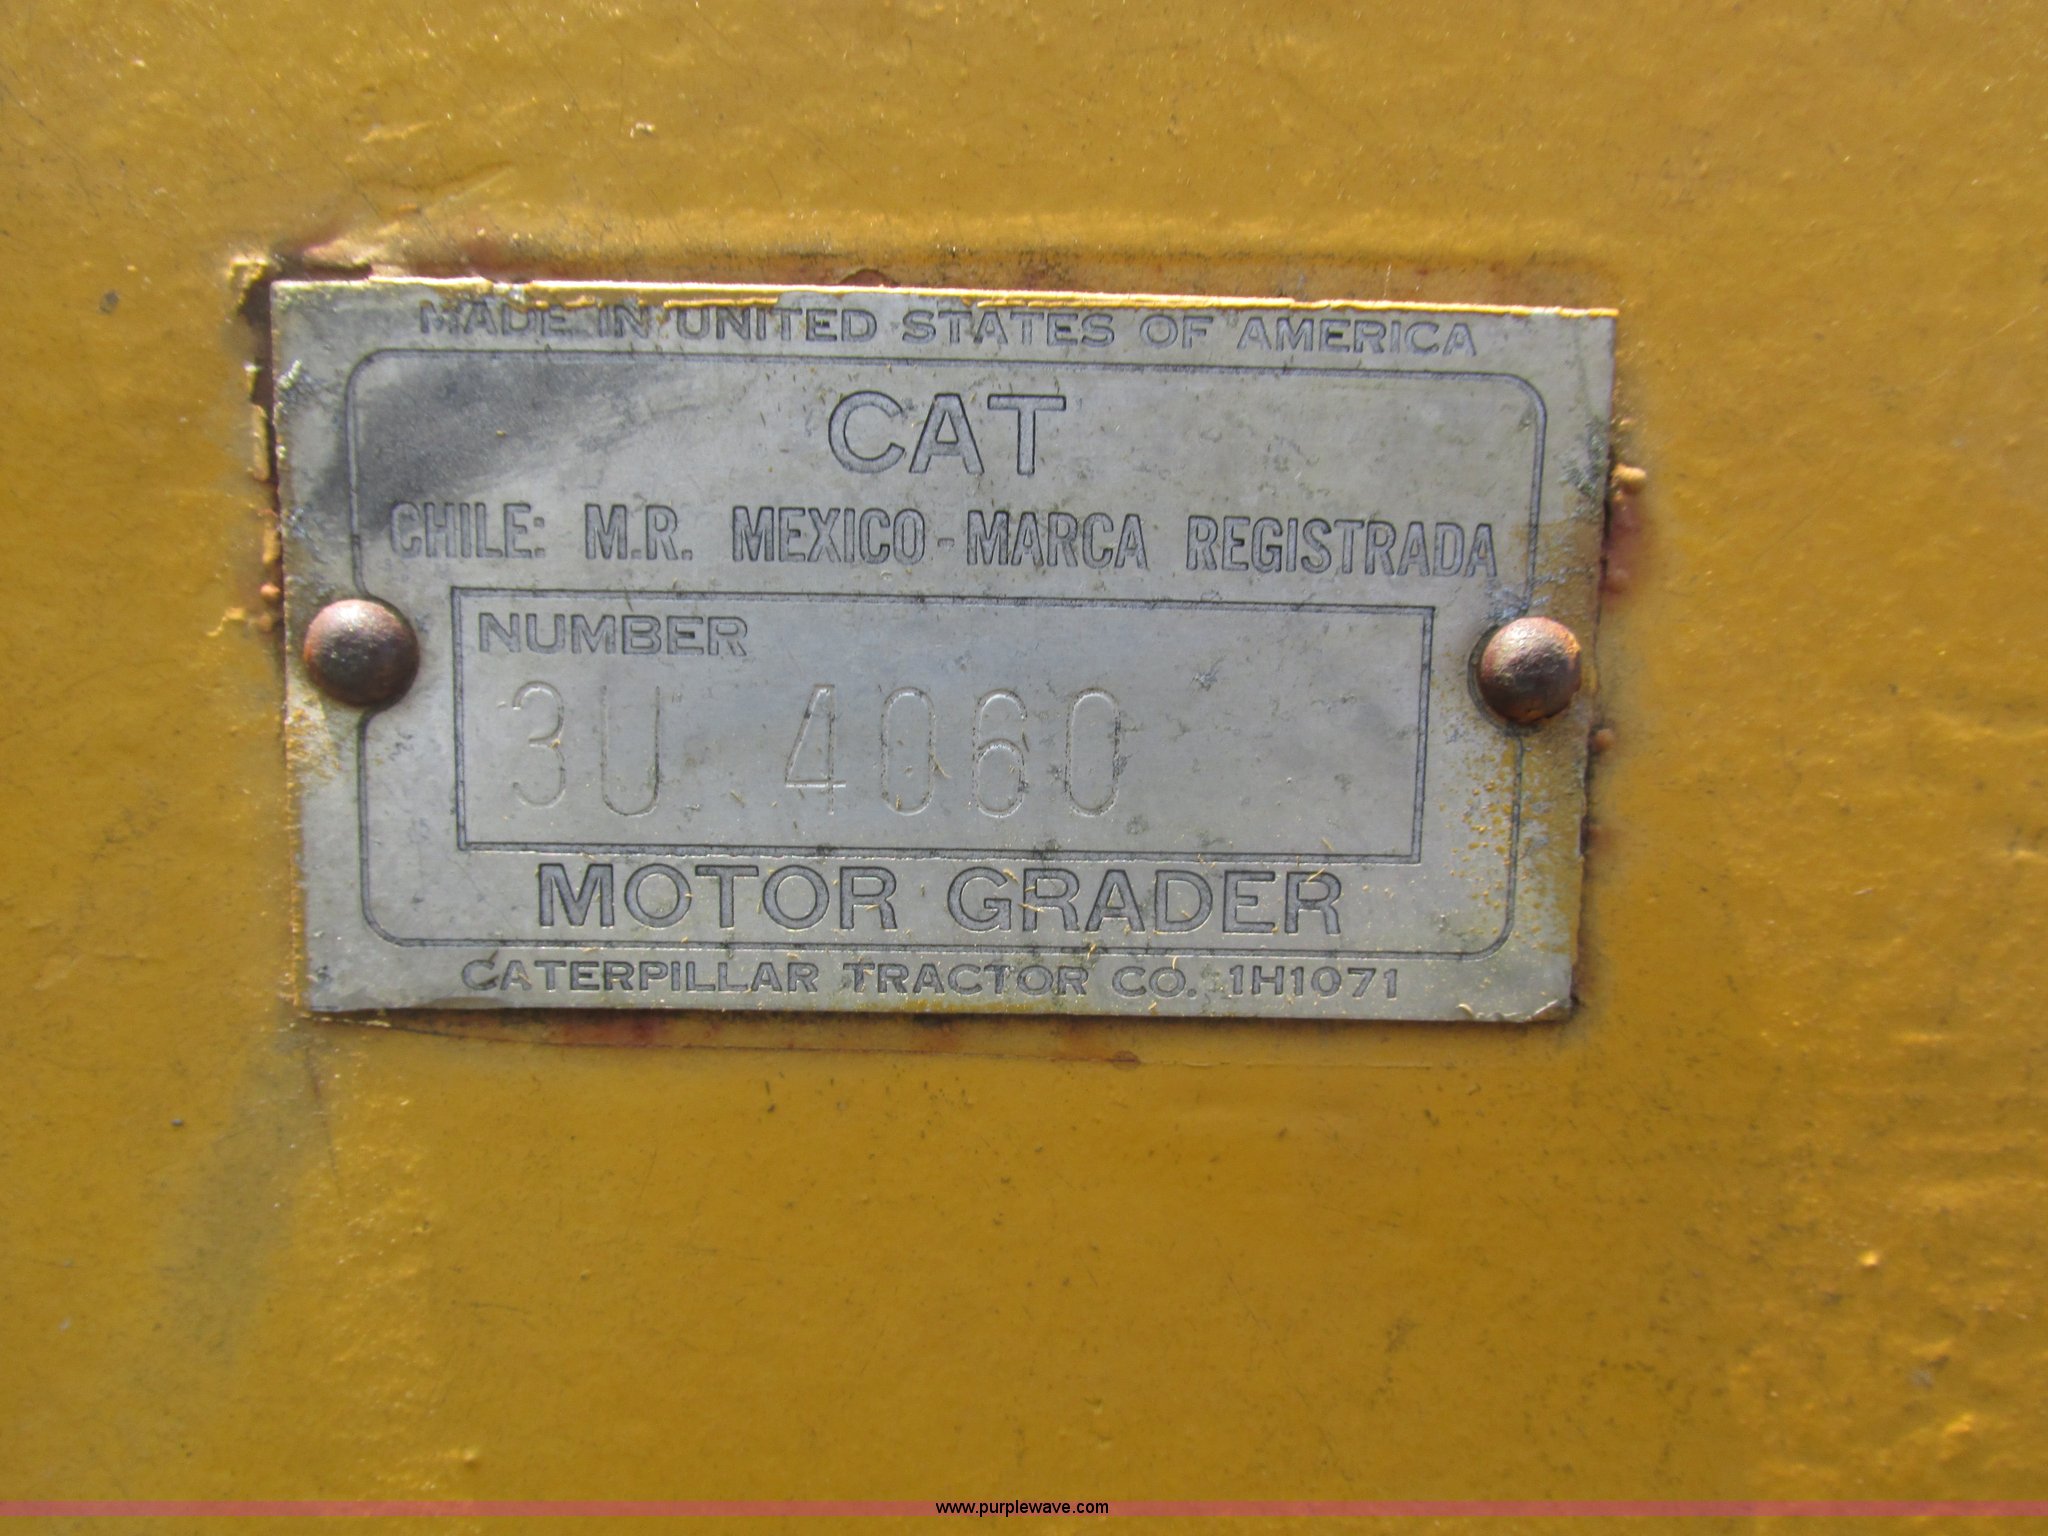 MADE IN UNITED STATES OF AMERICA
CAT
CHILE: M.R. MEXICO-MARCA REGISTRADA
NUMBER
3U 4060
MOTOR GRADER
CATERPILLAR TRACTOR CO. 1H1071
www.purplewave.com